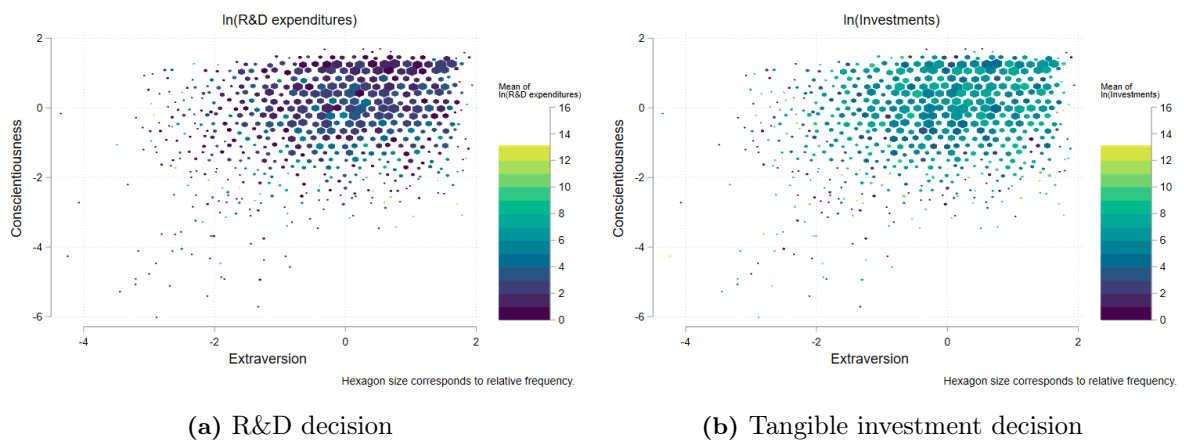 ln(R&D expenditures)
2
0
-2
-4
-6
Conscientiousness
-4
-2
0
2
Extraversion
Mean of
ln(R&D expenditures)
16
14
12
10
8
6
4
2
0
Hexagon size corresponds to relative frequency.
(a) R&D decision
ln(Investments)
2
0
-2
-4
-6
Conscientiousness
-4
-2
0
2
Extraversion
Mean of
ln(Investments)
16
14
12
10
8
6
4
2
0
Hexagon size corresponds to relative frequency.
(b) Tangible investment decision